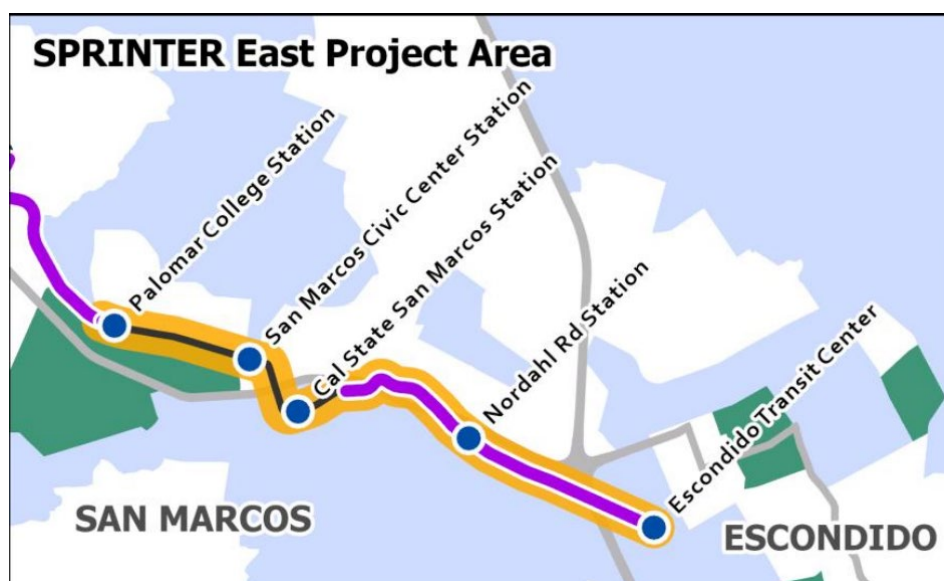 SPRINTER East Project Area
Palomar College Station
San Marcos Civic Center Station
Cal State San Marcos Station
Nordahl Rd Station
Escondido Transit Center
SAN MARCOS
ESCONDIDO